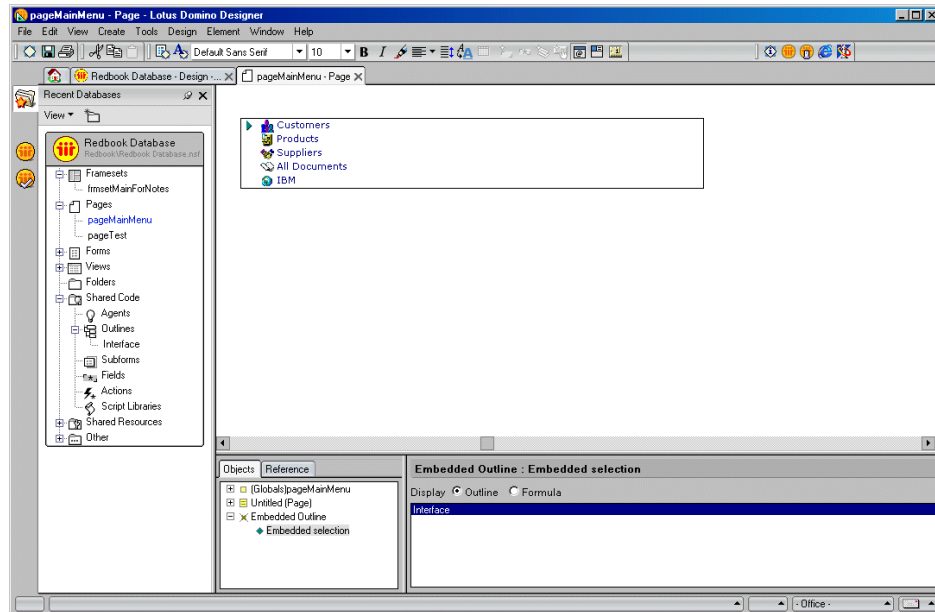 pageMainMenu - Page - Lotus Domino Designer
File Edit View Create Tools Design Element Window Help
Default Sans Serif 10 B I
Redbook Database - Design -... pageMainMenu - Page
Recent Databases
View
Redbook Database
Redbook\Redbook Database.nsf
Framesets
frmsetMainForNotes
Pages
pageMainMenu
pageTest
Forms
Views
Folders
Shared Code
Agents
Outlines
Interface
Subforms
Fields
Actions
Script Libraries
Shared Resources
Other
Customers
Products
Suppliers
All Documents
IBM
Objects Reference
(Globals)pageMainMenu
Untitled (Page)
Embedded Outline
Embedded selection
Embedded Outline : Embedded selection
Display Outline Formula
Interface
- Office -